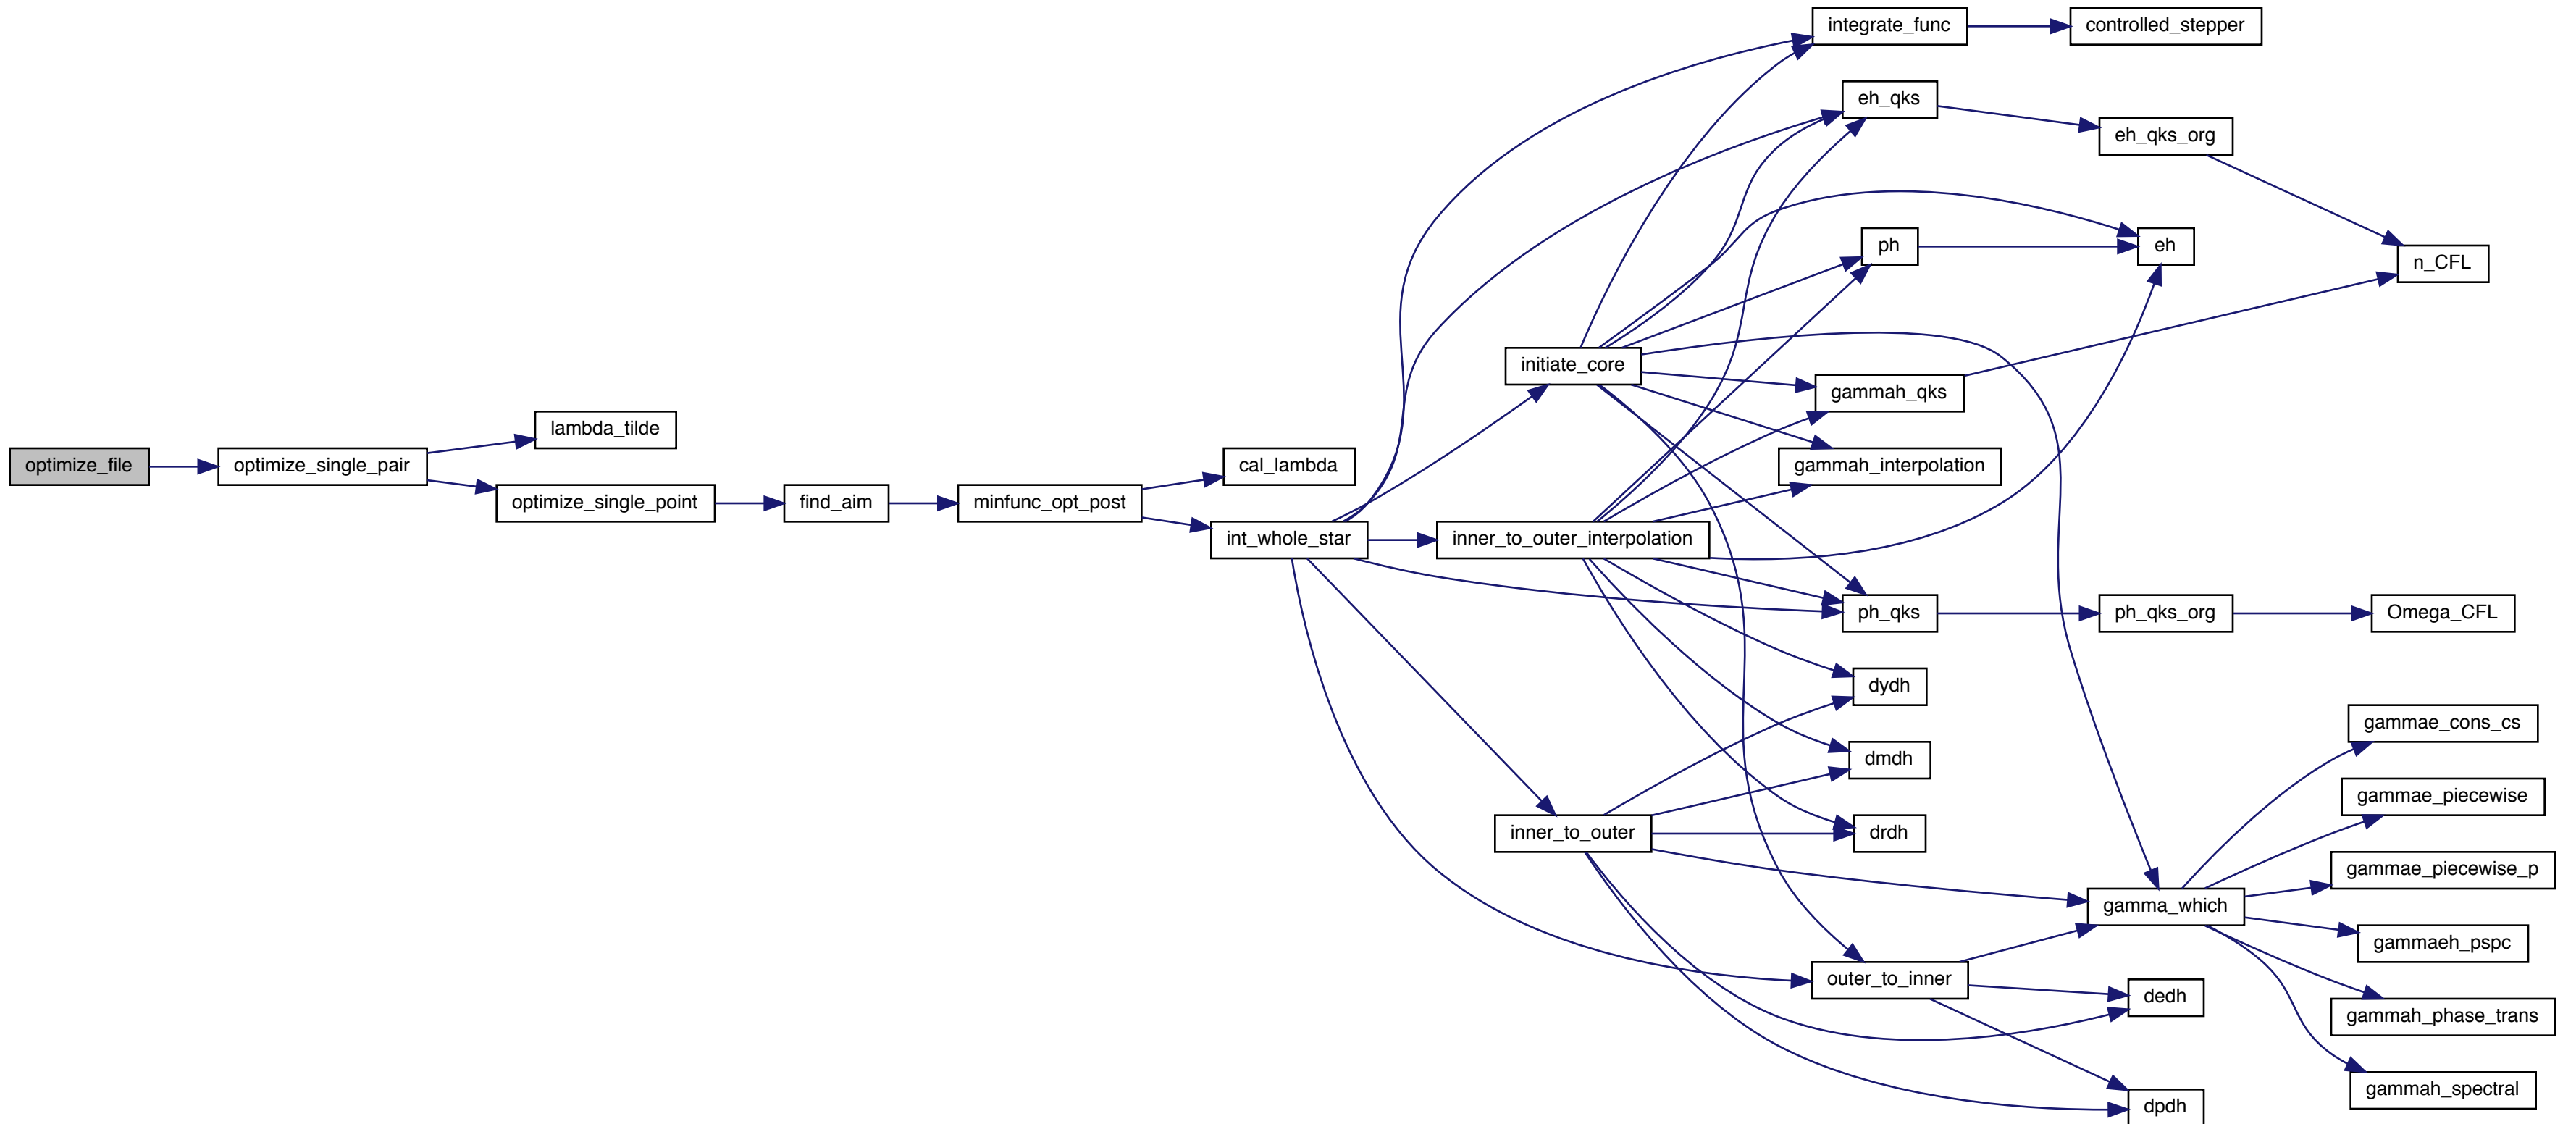 optimize_file
optimize_single_pair
lambda_tilde
optimize_single_point
find_aim
minfunc_opt_post
cal_lambda
int_whole_star
initiate_core
inner_to_outer_interpolation
inner_to_outer
integrate_func
controlled_stepper
eh_qks
eh_qks_org
ph
eh
n_CFL
gammah_qks
gammah_interpolation
ph_qks
ph_qks_org
Omega_CFL
dydh
dmdh
drdh
gamma_which
outer_to_inner
dedh
dpdh
gammae_cons_cs
gammae_piecewise
gammae_piecewise_p
gammaeh_pspc
gammah_phase_trans
gammah_spectral